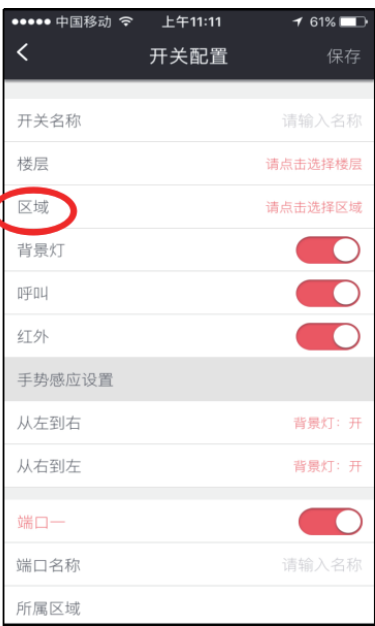 中国移动 上午11:11 61%
开关配置 保存
开关名称 请输入名称
楼层 请点击选择楼层
区域 请点击选择区域
背景灯
呼叫
红外
手势感应设置
从左到右 背景灯：开
从右到左 背景灯：开
端口一
端口名称 请输入名称
所属区域